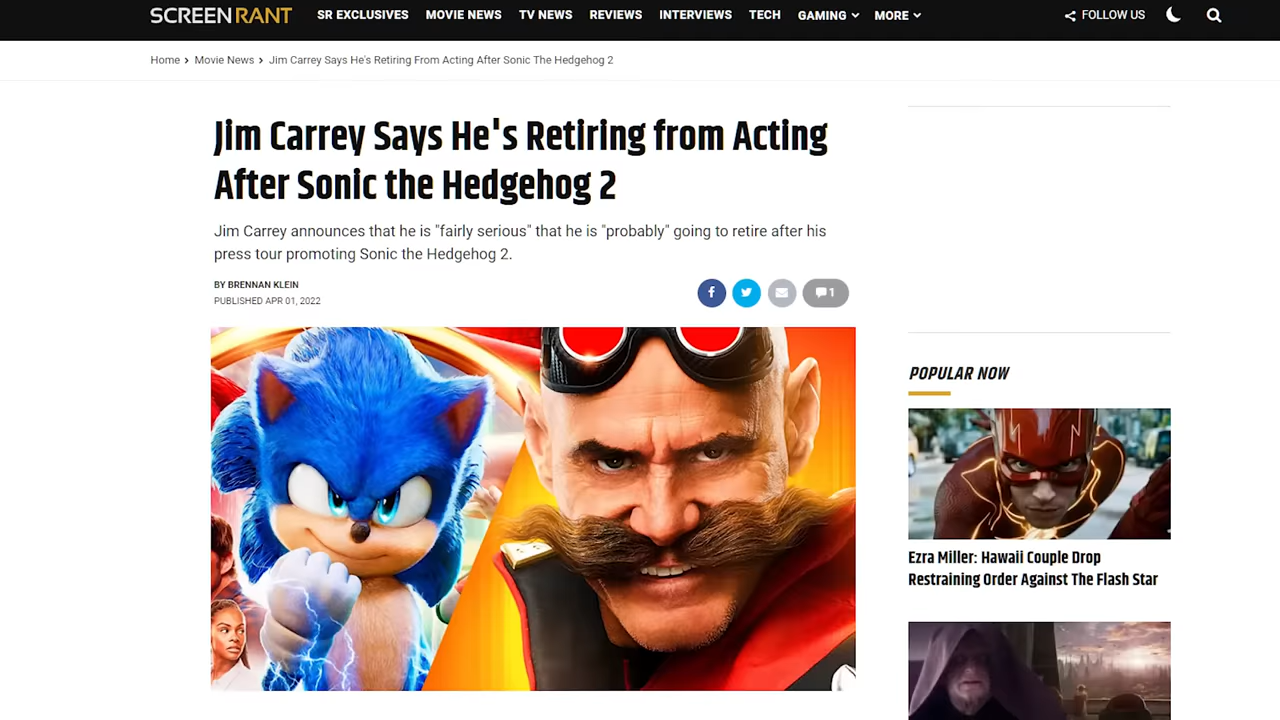 SCREENRANT SR EXCLUSIVES MOVIE NEWS TV NEWS REVIEWS INTERVIEWS TECH GAMING MORE FOLLOW US
Home > Movie News > Jim Carrey Says He's Retiring From Acting After Sonic The Hedgehog 2
Jim Carrey Says He's Retiring from Acting
After Sonic the Hedgehog 2
Jim Carrey announces that he is "fairly serious" that he is "probably" going to retire after his
press tour promoting Sonic the Hedgehog 2.
BY BRENNAN KLEIN
PUBLISHED APR 01, 2022
1
POPULAR NOW
Ezra Miller: Hawaii Couple Drop
Restraining Order Against The Flash Star